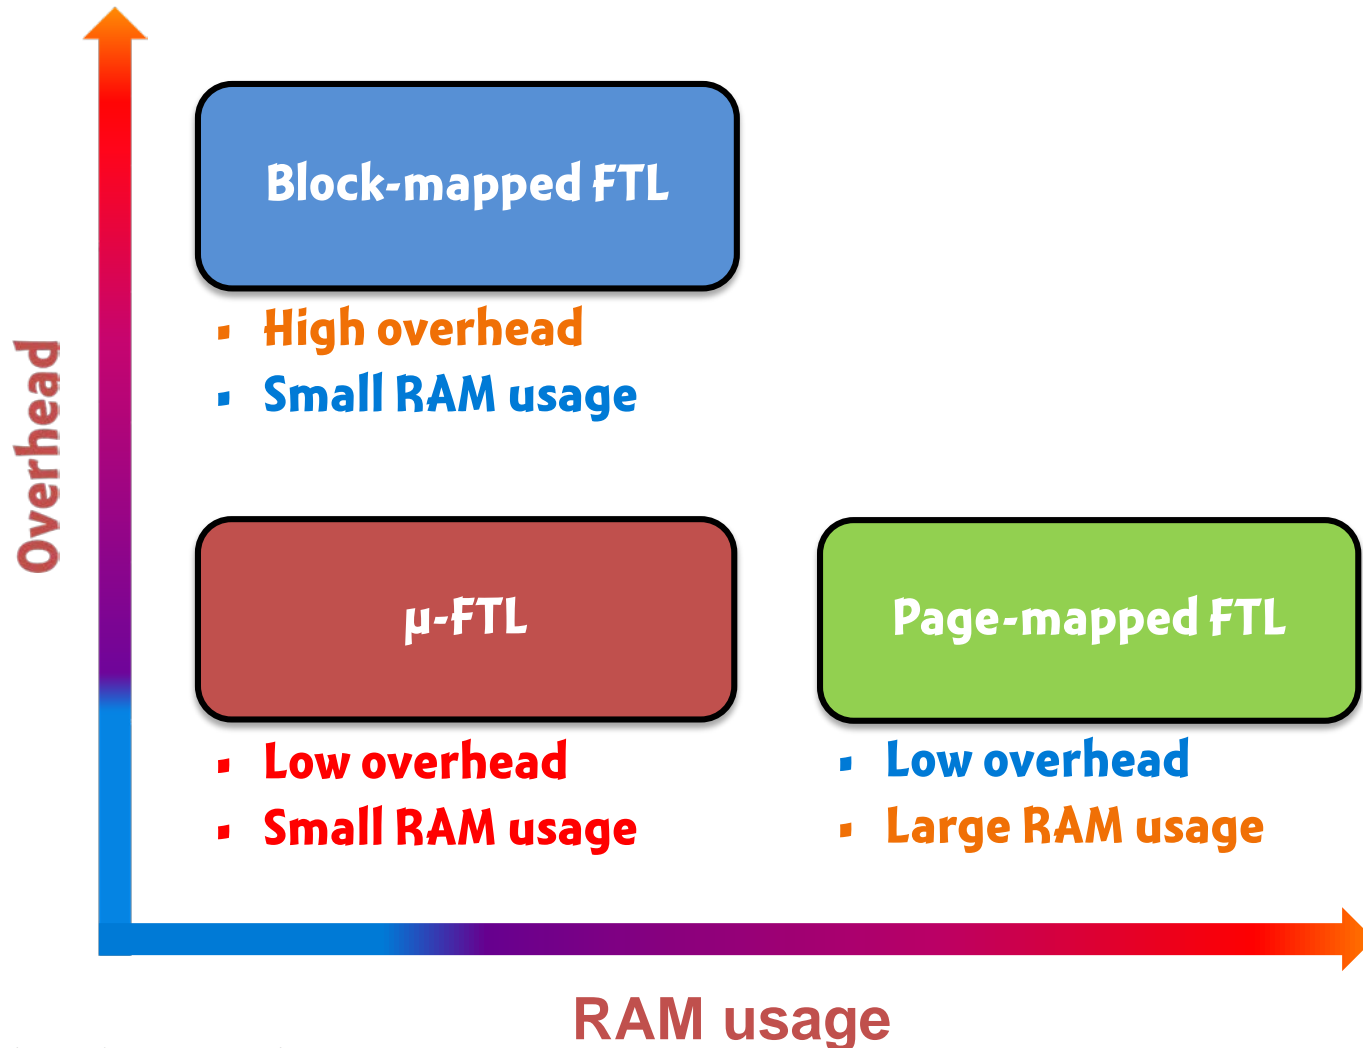 Block-mapped FTL
▪ High overhead
▪ Small RAM usage
Overhead
µ-FTL
Page-mapped FTL
▪ Low overhead
▪ Small RAM usage
▪ Low overhead
▪ Large RAM usage
RAM usage